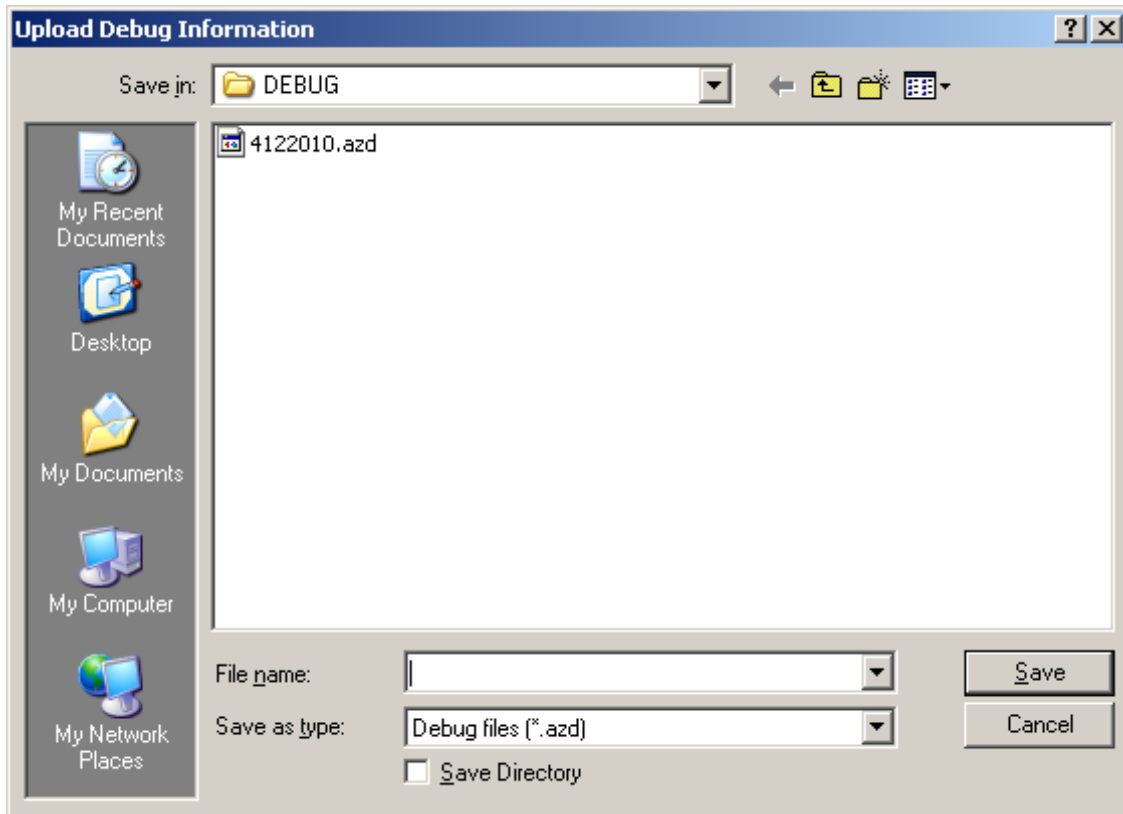 Upload Debug Information
Save in: DEBUG
4122010.azd
My Recent
Documents
Desktop
My Documents
My Computer
My Network
Places
File name:
Save
Save as type: Debug files (*.azd)
Cancel
Save Directory